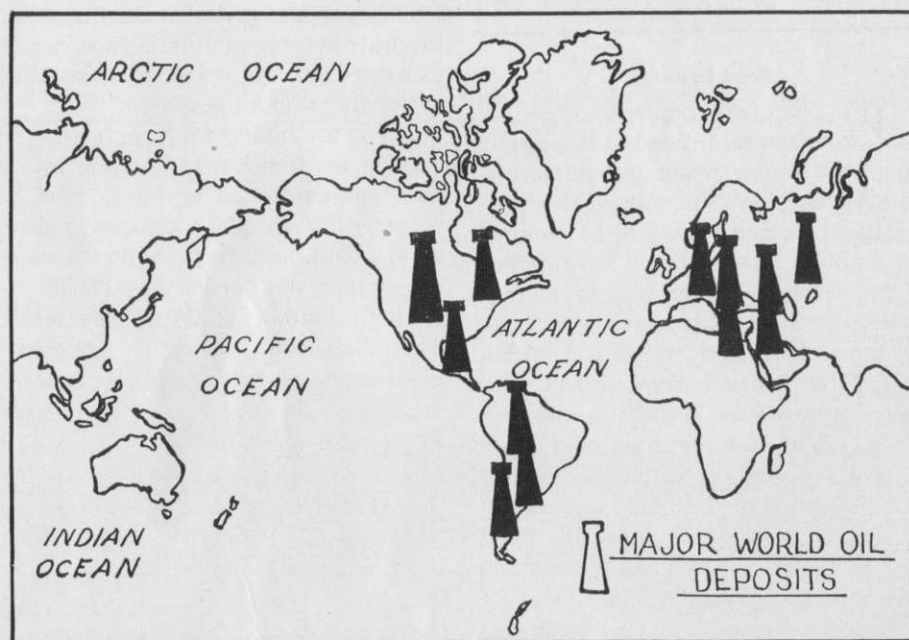 ARCTIC OCEAN
PACIFIC
OCEAN
ATLANTIC
OCEAN
INDIAN
OCEAN
MAJOR WORLD OIL
DEPOSITS